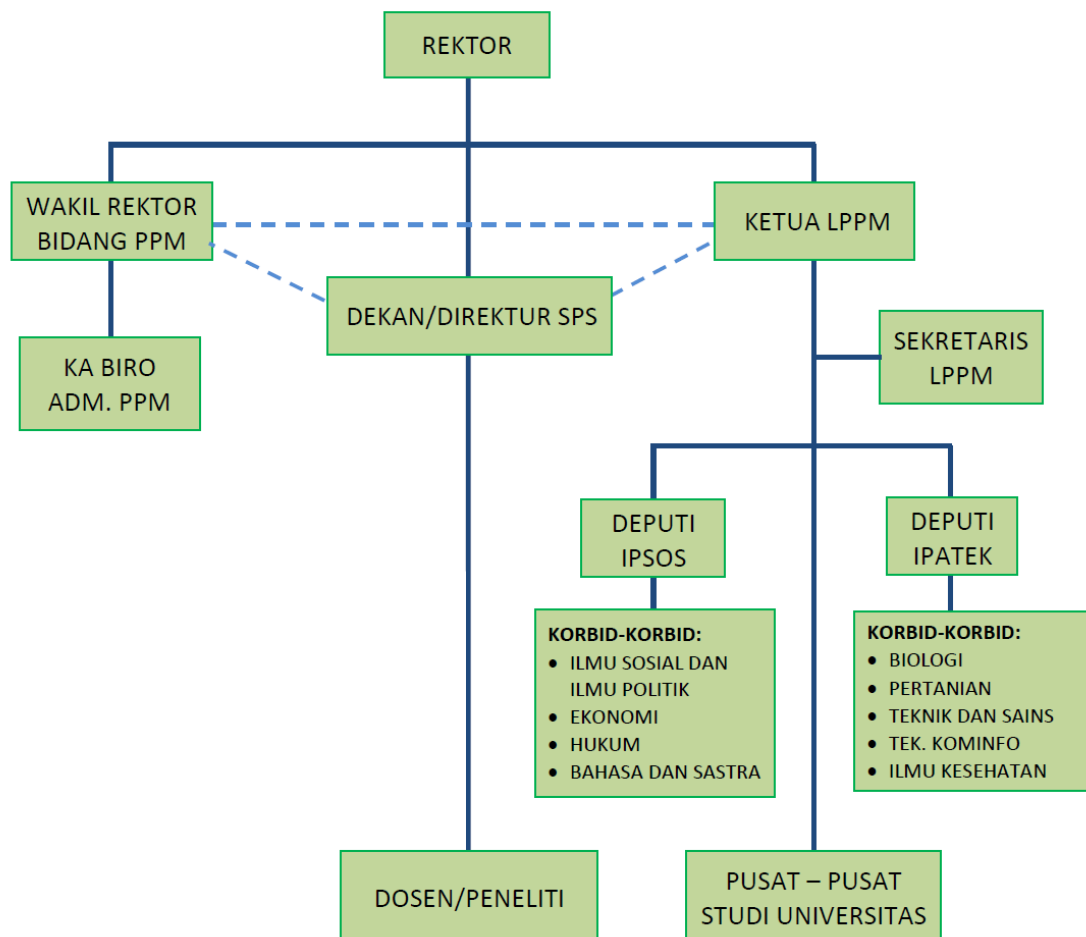 REKTOR
WAKIL REKTOR
BIDANG PPM
KETUA LPPM
DEKAN/DIREKTUR SPS
KA BIRO
ADM. PPM
SEKRETARIS
LPPM
DEPUTI
IPSOS
DEPUTI
IPATEK
KORBID-KORBID:
• ILMU SOSIAL DAN
ILMU POLITIK
• EKONOMI
• HUKUM
• BAHASA DAN SASTRA
KORBID-KORBID:
• BIOLOGI
• PERTANIAN
• TEKNIK DAN SAINS
• TEK. KOMINFO
• ILMU KESEHATAN
DOSEN/PENELITI
PUSAT – PUSAT
STUDI UNIVERSITAS